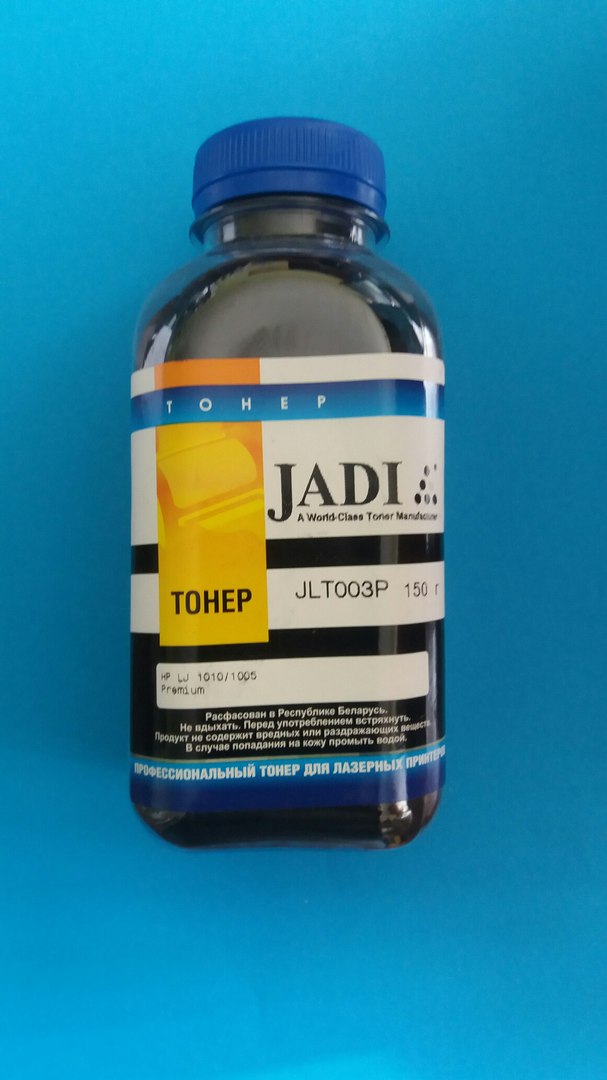 ТОНЕР
JADI
A World-Class Toner Manufacturer
ТОНЕР
JLT003P 150 г
HP LJ 1010/1005
Premium
Расфасован в Республике Беларусь.
Не вдыхать. Перед употреблением встряхнуть.
Продукт не содержит вредных или раздражающих веществ.
В случае попадания на кожу промыть водой.
ПРОФЕССИОНАЛЬНЫЙ ТОНЕР ДЛЯ ЛАЗЕРНЫХ ПРИНТЕРОВ